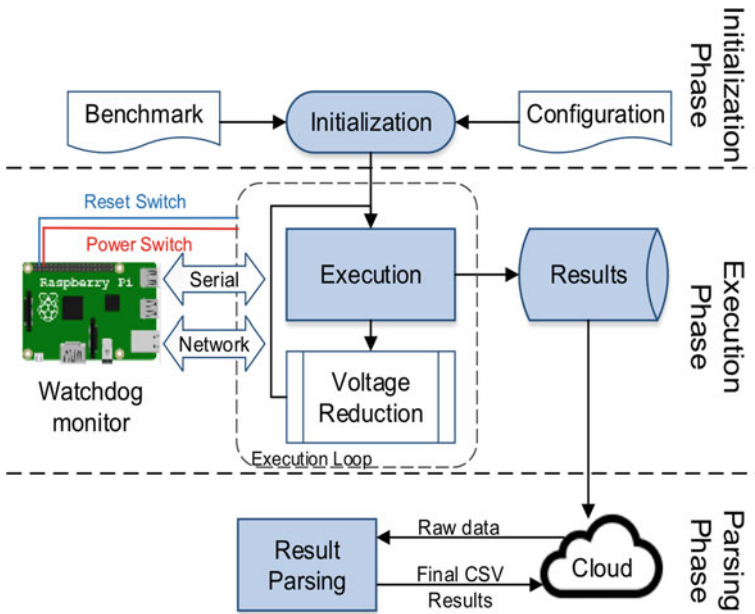 Initialization
Phase
Benchmark
Initialization
Configuration
Execution
Phase
Reset Switch
Power Switch
Raspberry Pi
Serial
Network
Watchdog
monitor
Execution
Results
Voltage
Reduction
Execution Loop
Parsing
Phase
Result
Parsing
Raw data
Final CSV
Results
Cloud